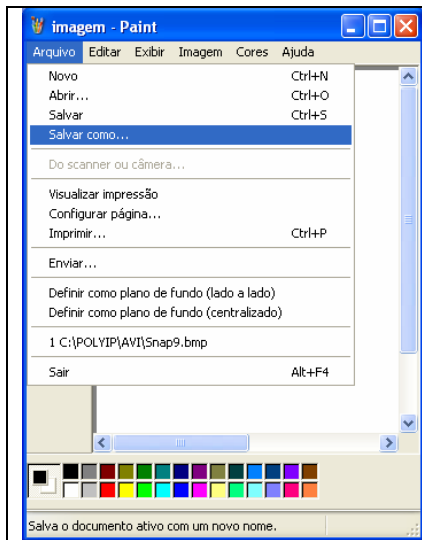 imagem - Paint
Arquivo Editar Exibir Imagem Cores Ajuda
Novo Ctrl+N
Abrir... Ctrl+O
Salvar Ctrl+S
Salvar como...
Do scanner ou câmera...
Visualizar impressão
Configurar página...
Imprimir... Ctrl+P
Enviar...
Definir como plano de fundo (lado a lado)
Definir como plano de fundo (centralizado)
1 C:\POLYIP\AVI\Snap9.bmp
Sair Alt+F4
Salva o documento ativo com um novo nome.